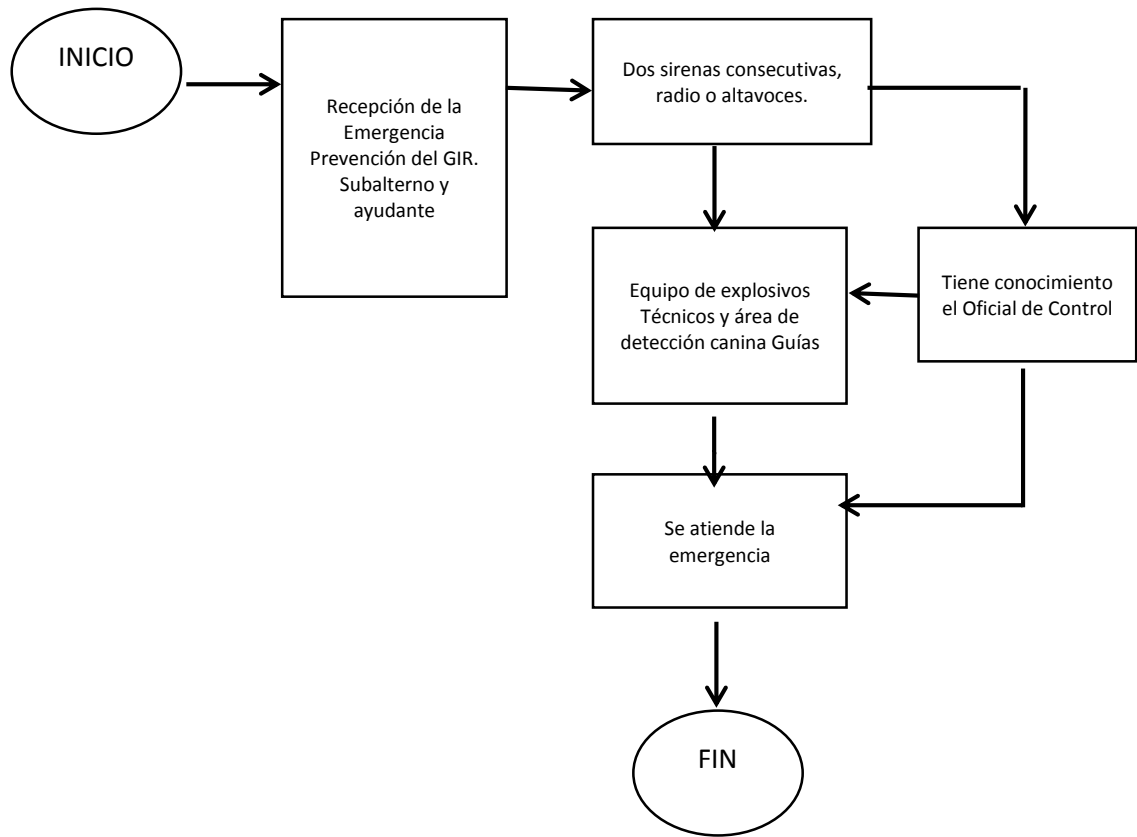 INICIO
Recepción de la
Emergencia
Prevención del GIR.
Subalterno y
ayudante
Dos sirenas consecutivas,
radio o altavoces.
Equipo de explosivos
Técnicos y área de
detección canina Guías
Tiene conocimiento
el Oficial de Control
Se atiende la
emergencia
FIN